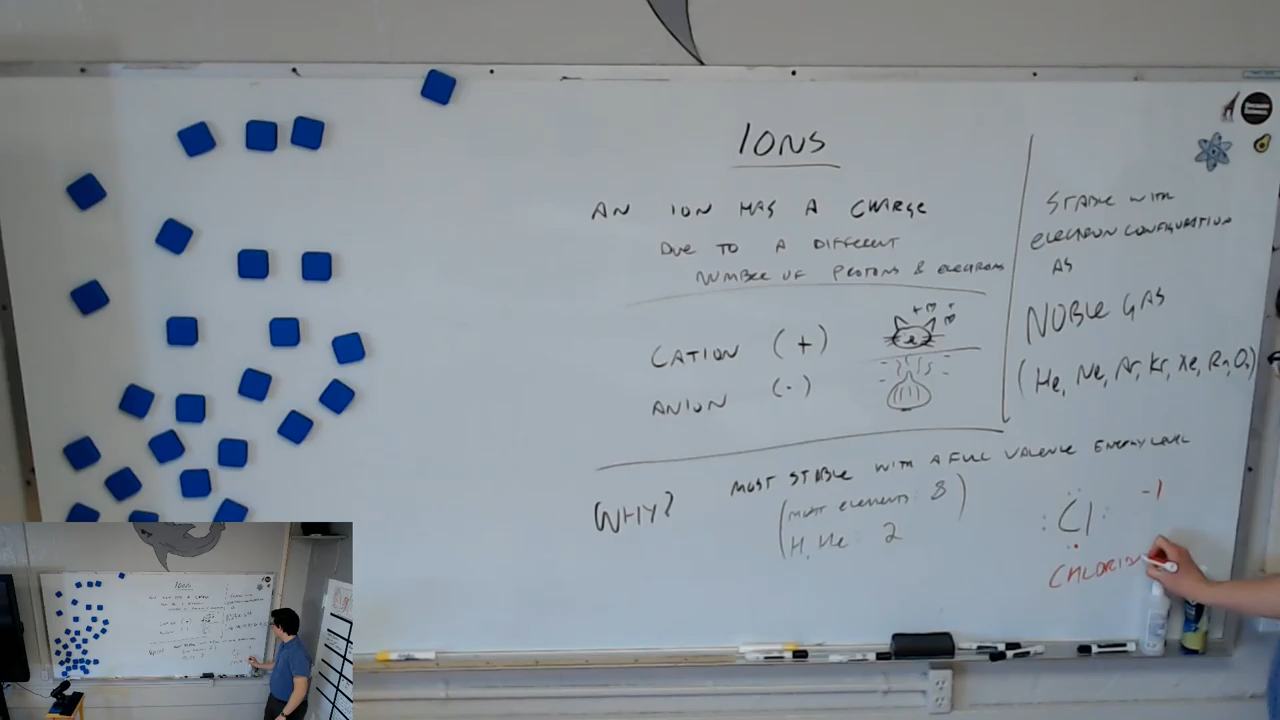 IONS
AN ION HAS A CHARGE
DUE TO A DIFFERENT
NUMBER OF PROTONS & ELECTRONS
CATION (+)
ANION (-)
STABLE WITH
ELECTRON CONFIGURATION
AS
NOBLE GAS
(He, Ne, Ar, Kr, Xe, Rn, Og)
WHY?
MOST STABLE WITH A FULL VALENCE ENERGY LEVEL
(most elements: 8)
H, He: 2
Cl -1
CHLORID